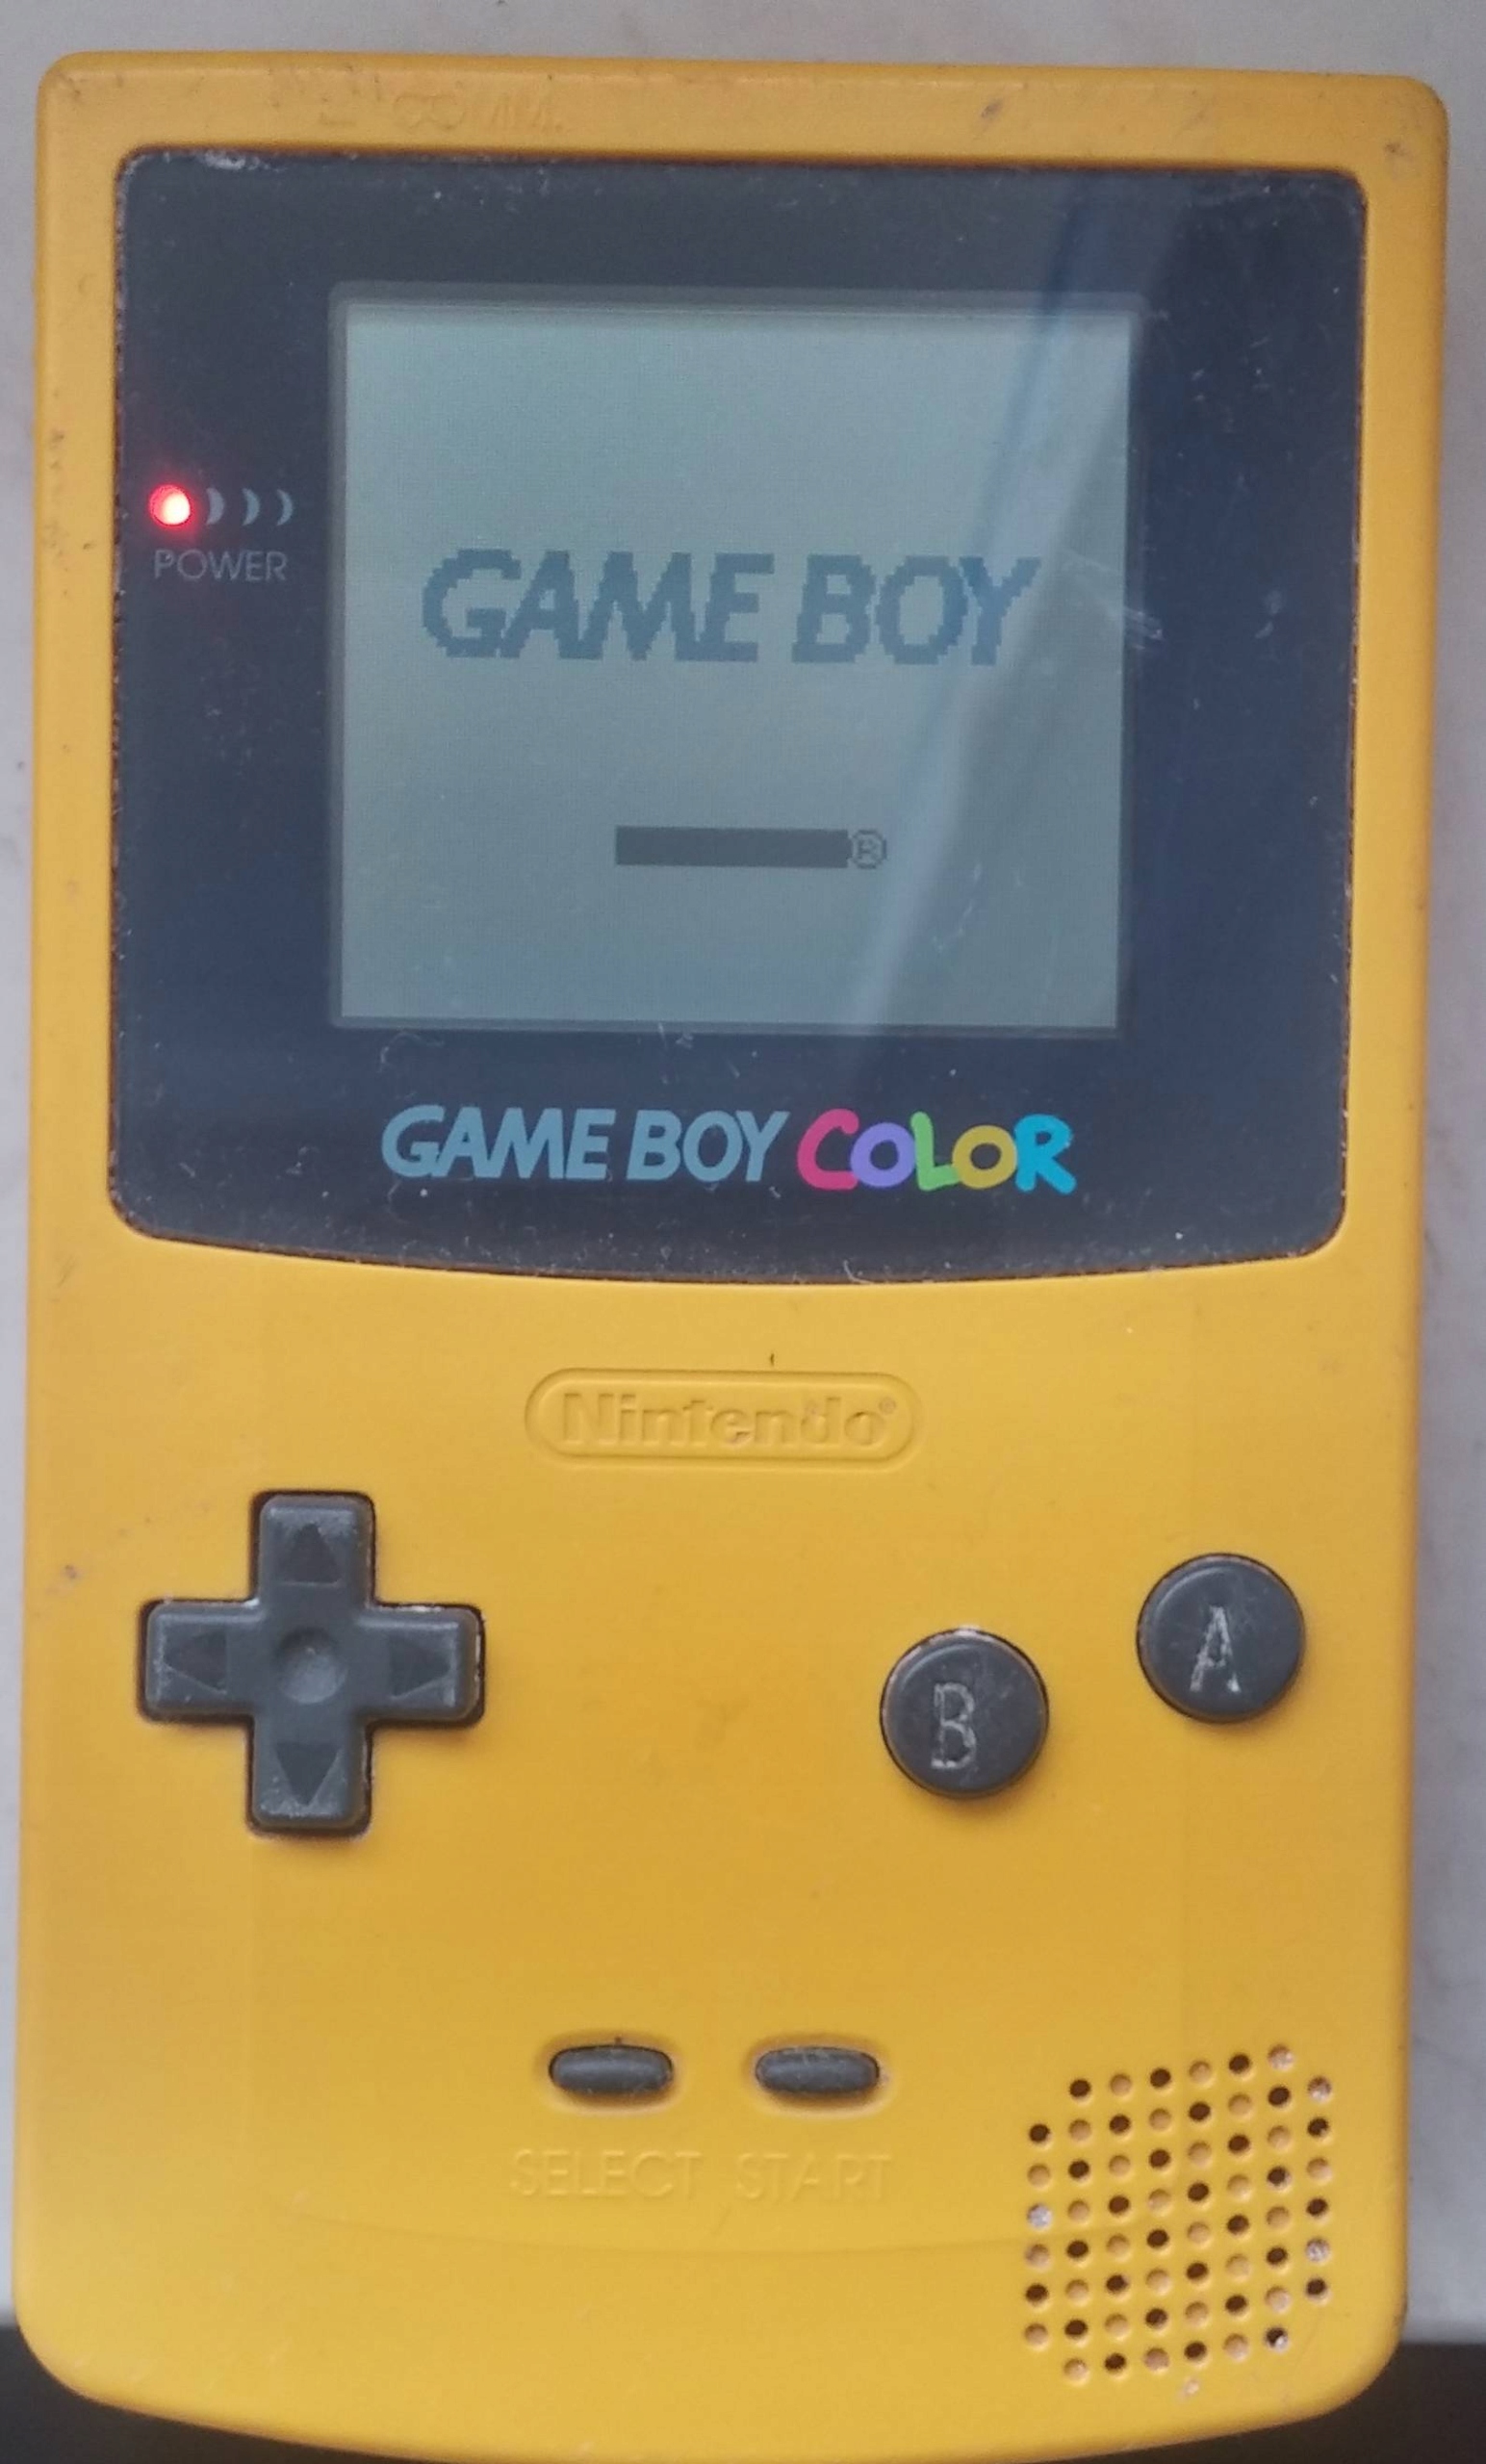 COMM.
POWER
GAME BOY
®
GAME BOY COLOR
Nintendo®
A
B
SELECT START